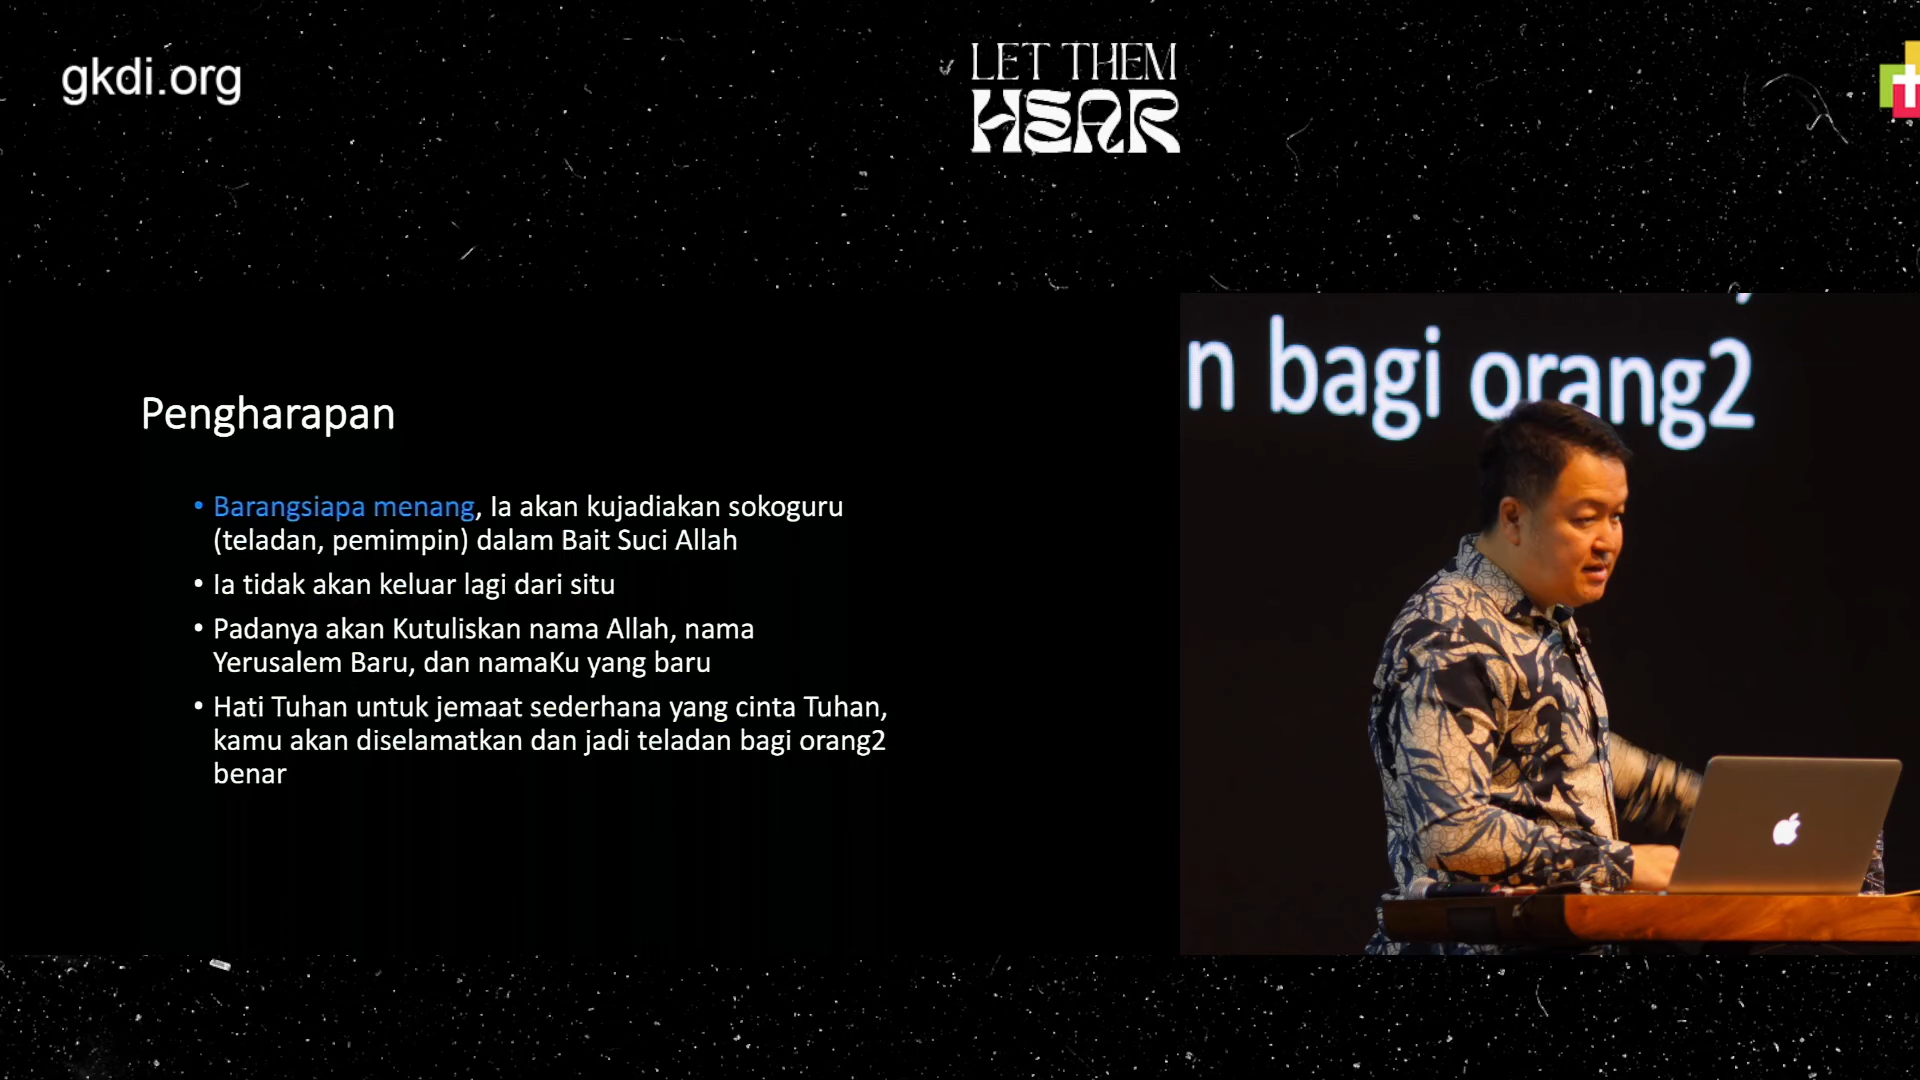 gkdi.org
LET THEM
HEAR
Pengharapan
• Barangsiapa menang, Ia akan kujadiakan sokoguru
(teladan, pemimpin) dalam Bait Suci Allah
• Ia tidak akan keluar lagi dari situ
• Padanya akan Kutuliskan nama Allah, nama
Yerusalem Baru, dan namaKu yang baru
• Hati Tuhan untuk jemaat sederhana yang cinta Tuhan,
kamu akan diselamatkan dan jadi teladan bagi orang2
benar
n bagi orang2